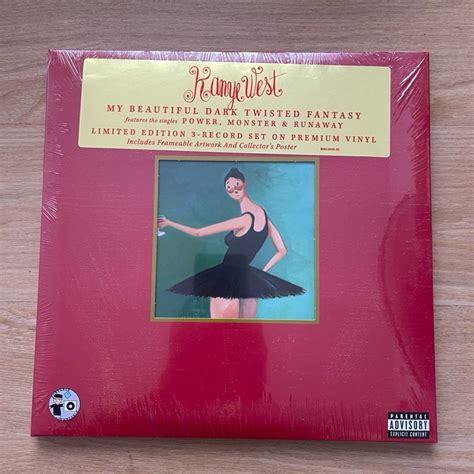 Kanye West
MY BEAUTIFUL DARK TWISTED FANTASY
features the singles POWER, MONSTER & RUNAWAY
LIMITED EDITION 3-RECORD SET ON PREMIUM VINYL
Includes Frameable Artwork And Collector's Poster
PARENTAL
ADVISORY
EXPLICIT CONTENT